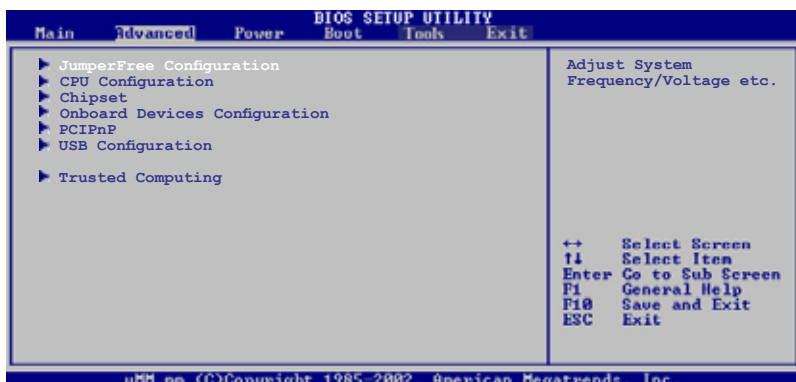 BIOS SETUP UTILITY
Main Advanced Power Boot Tools Exit
JumperFree Configuration
CPU Configuration
Chipset
Onboard Devices Configuration
PCIPnP
USB Configuration
Trusted Computing
Adjust System
Frequency/Voltage etc.
↔ Select Screen
↑↓ Select Item
Enter Go to Sub Screen
F1 General Help
F10 Save and Exit
ESC Exit
(C)Copyright 1985-2002, American Megatrends, Inc